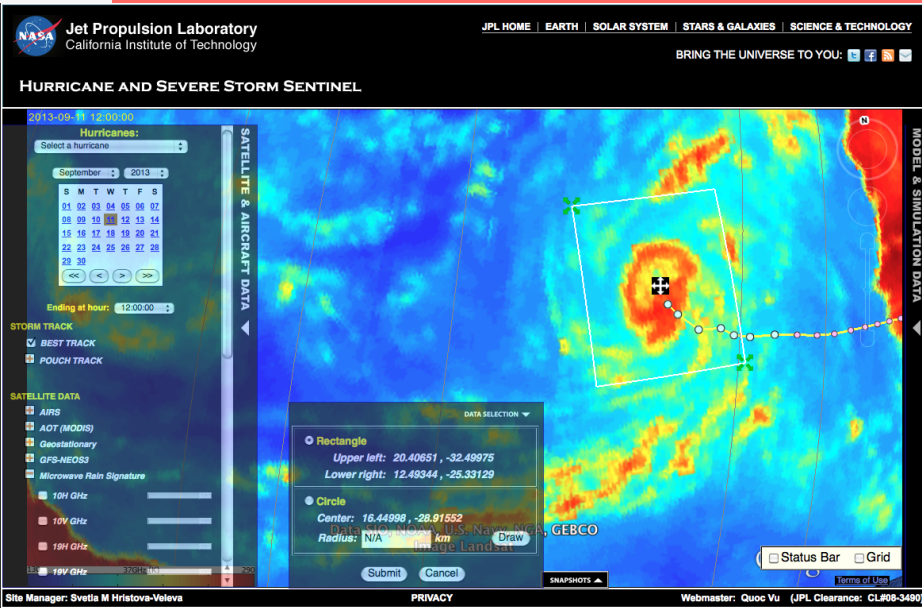 NASA
Jet Propulsion Laboratory
California Institute of Technology
JPL HOME | EARTH | SOLAR SYSTEM | STARS & GALAXIES | SCIENCE & TECHNOLOGY
BRING THE UNIVERSE TO YOU:
HURRICANE AND SEVERE STORM SENTINEL
2013-09-11 12:00:00
Hurricanes:
Select a hurricane
September 2013
S M T W T F S
01 02 03 04 05 06 07
08 09 10 11 12 13 14
15 16 17 18 19 20 21
22 23 24 25 26 27 28
29 30
<< < > >>
Ending at hour: 12:00:00
STORM TRACK
BEST TRACK
POUCH TRACK
SATELLITE DATA
AIRS
AOT (MODIS)
Geostationary
GFS-NEOS3
Microwave Rain Signature
10H GHz
10V GHz
19H GHz
19V GHz
37GHz
290
SATELLITE & AIRCRAFT DATA
N
MODEL & SIMULATION DATA
DATA SELECTION
Rectangle
Upper left: 20.40651 , -32.49975
Lower right: 12.49344 , -25.33129
Circle
Center: 16.44998 , -28.91552
Radius: N/A km Draw
Submit Cancel
Data SIO, NOAA, U.S. Navy, NGA, GEBCO
Image Landsat
SNAPSHOTS
Status Bar Grid
Terms of Use
Site Manager: Svetla M Hristova-Veleva
PRIVACY
Webmaster: Quoc Vu (JPL Clearance: CL#08-3490